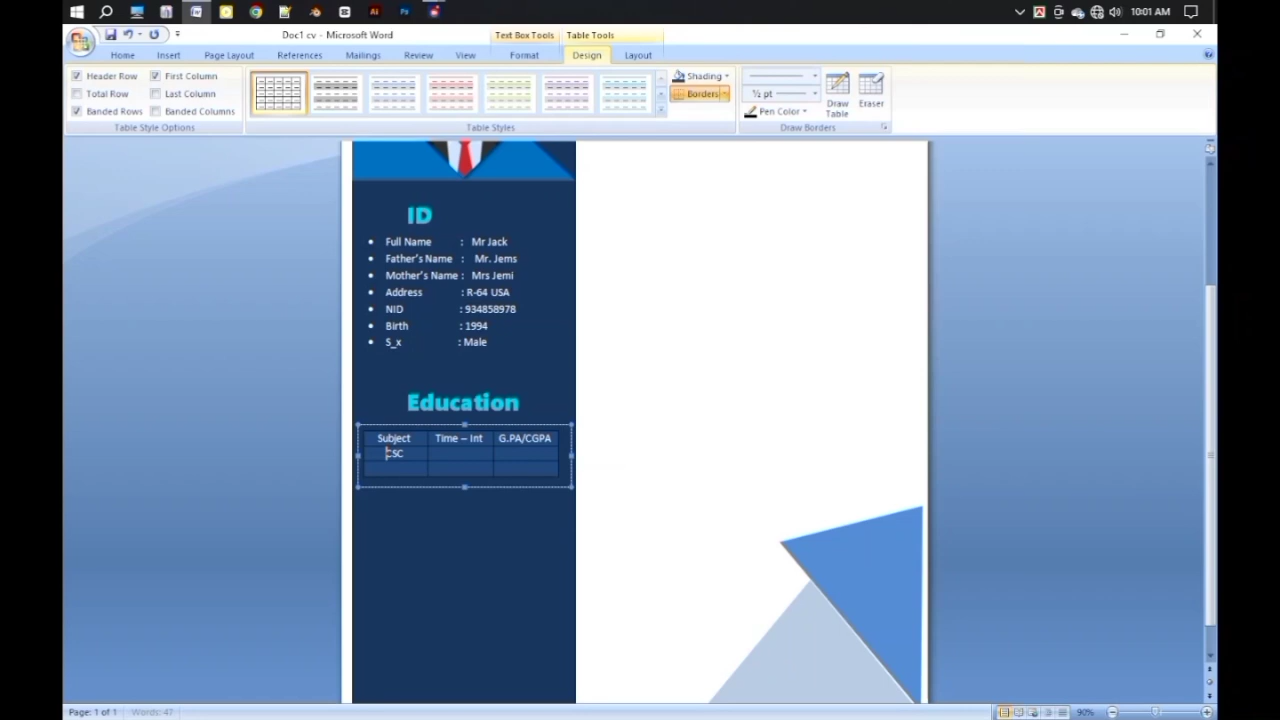 10:01 AM
Doc1 cv - Microsoft Word
Text Box Tools
Table Tools
Home
Insert
Page Layout
References
Mailings
Review
View
Format
Design
Layout
Header Row
First Column
Total Row
Last Column
Banded Rows
Banded Columns
Table Style Options
Table Styles
Shading
Borders
½ pt
Pen Color
Draw Table
Eraser
Draw Borders
ID
• Full Name : Mr Jack
• Father's Name : Mr. Jems
• Mother's Name : Mrs Jemi
• Address : R-64 USA
• NID : 934858978
• Birth : 1994
• S_x : Male
Education
Subject Time – Int G.PA/CGPA
Page: 1 of 1
Words: 47
90%